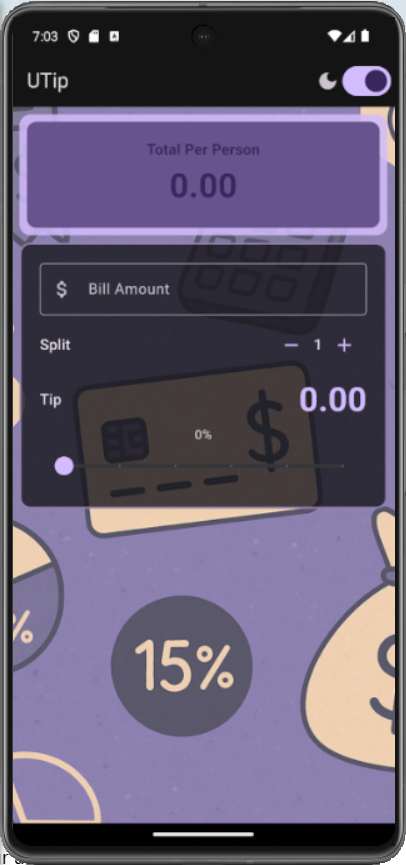 7:03
UTip
Total Per Person
0.00
$ Bill Amount
Split
− 1 +
Tip
0.00
0%
$
%
15%
$